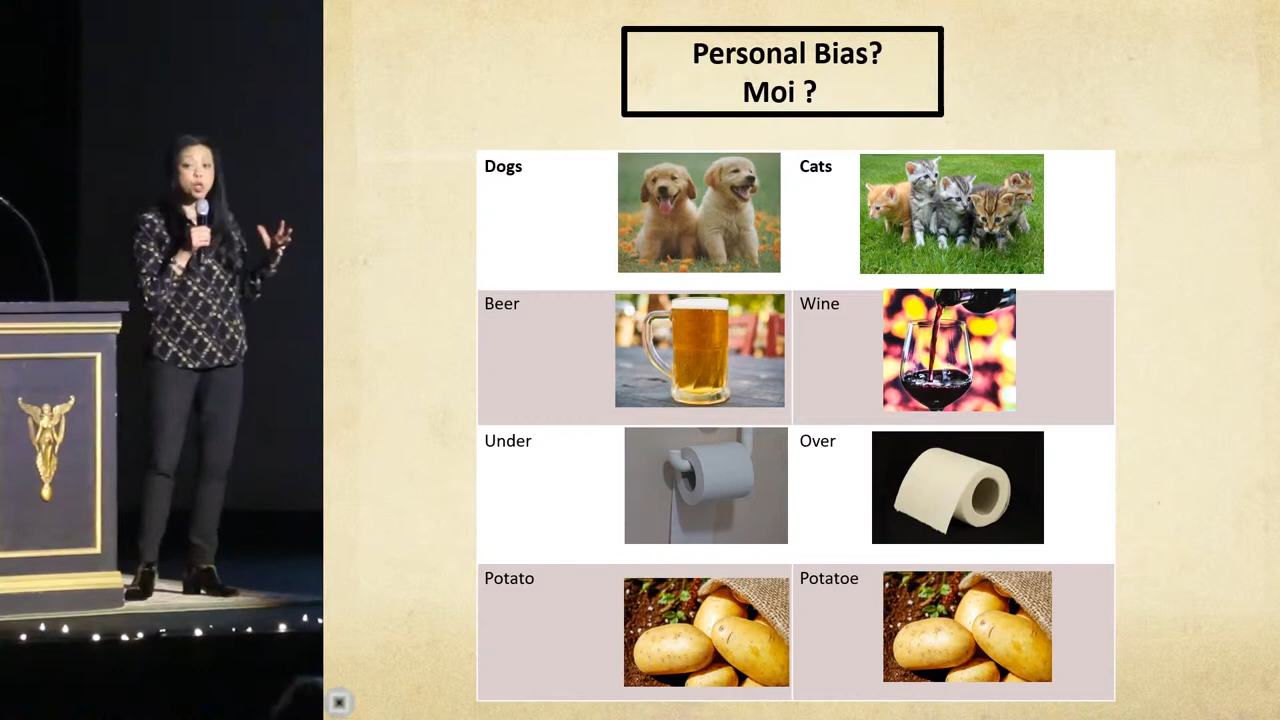 Personal Bias?
Moi ?
Dogs
Cats
Beer
Wine
Under
Over
Potato
Potatoe